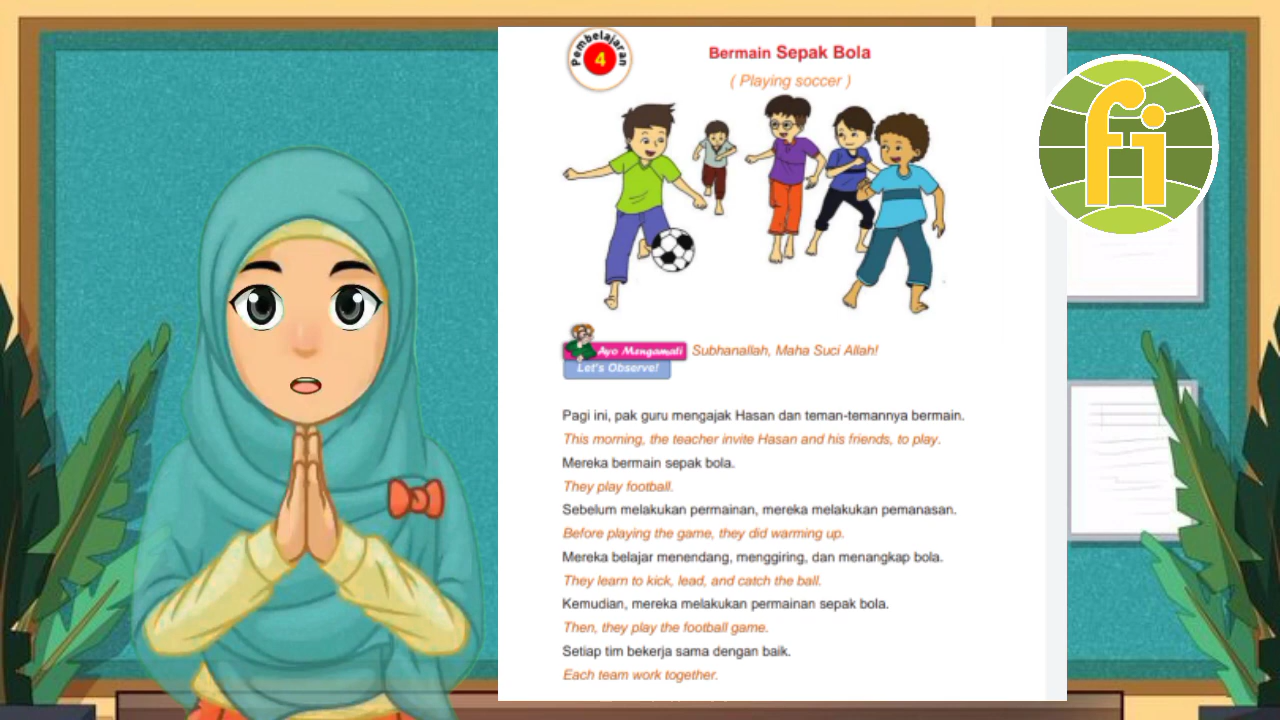 Pembelajaran
4
Bermain Sepak Bola
( Playing soccer )
fi
Ayo Mengamati
Subhanallah, Maha Suci Allah!
Let's Observe!
Pagi ini, pak guru mengajak Hasan dan teman-temannya bermain.
This morning, the teacher invite Hasan and his friends, to play.
Mereka bermain sepak bola.
They play football.
Sebelum melakukan permainan, mereka melakukan pemanasan.
Before playing the game, they did warming up.
Mereka belajar menendang, menggiring, dan menangkap bola.
They learn to kick, lead, and catch the ball.
Kemudian, mereka melakukan permainan sepak bola.
Then, they play the football game.
Setiap tim bekerja sama dengan baik.
Each team work together.